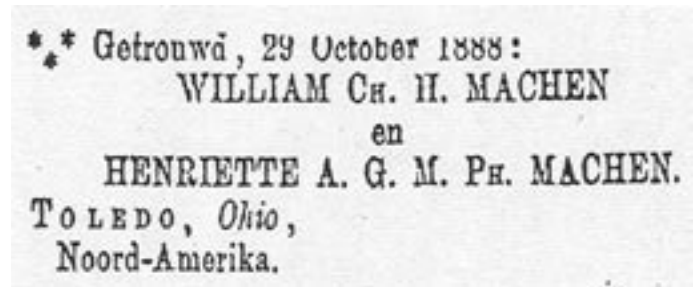 *** Getrouwd, 29 October 1888:
WILLIAM CH. H. MACHEN
en
HENRIETTE A. G. M. PH. MACHEN.
TOLEDO, Ohio,
Noord-Amerika.